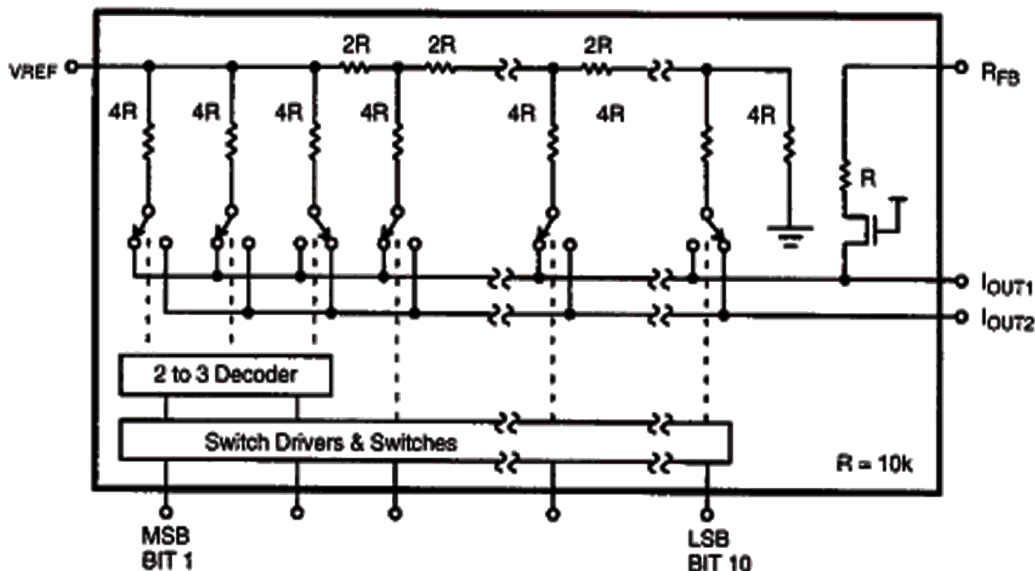 2R 2R 2R
VREF RFB
4R 4R 4R 4R 4R 4R 4R
R
IOUT1
IOUT2
2 to 3 Decoder
Switch Drivers & Switches
R = 10k
MSB LSB
BIT 1 BIT 10